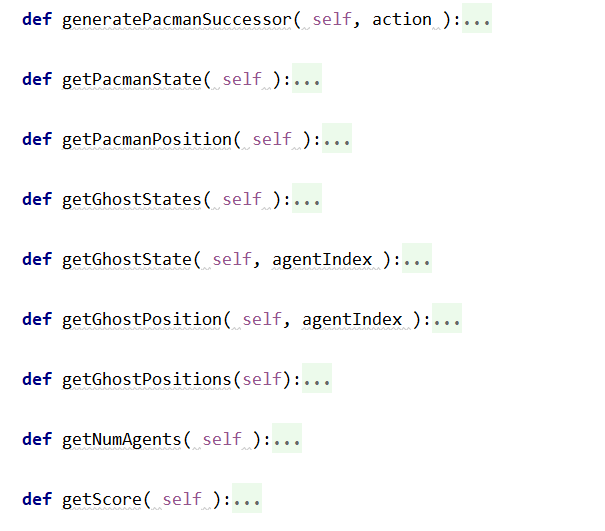 def generatePacmanSuccessor( self, action ):...
def getPacmanState( self ):...
def getPacmanPosition( self ):...
def getGhostStates( self ):...
def getGhostState( self, agentIndex ):...
def getGhostPosition( self, agentIndex ):...
def getGhostPositions(self):...
def getNumAgents( self ):...
def getScore( self ):...